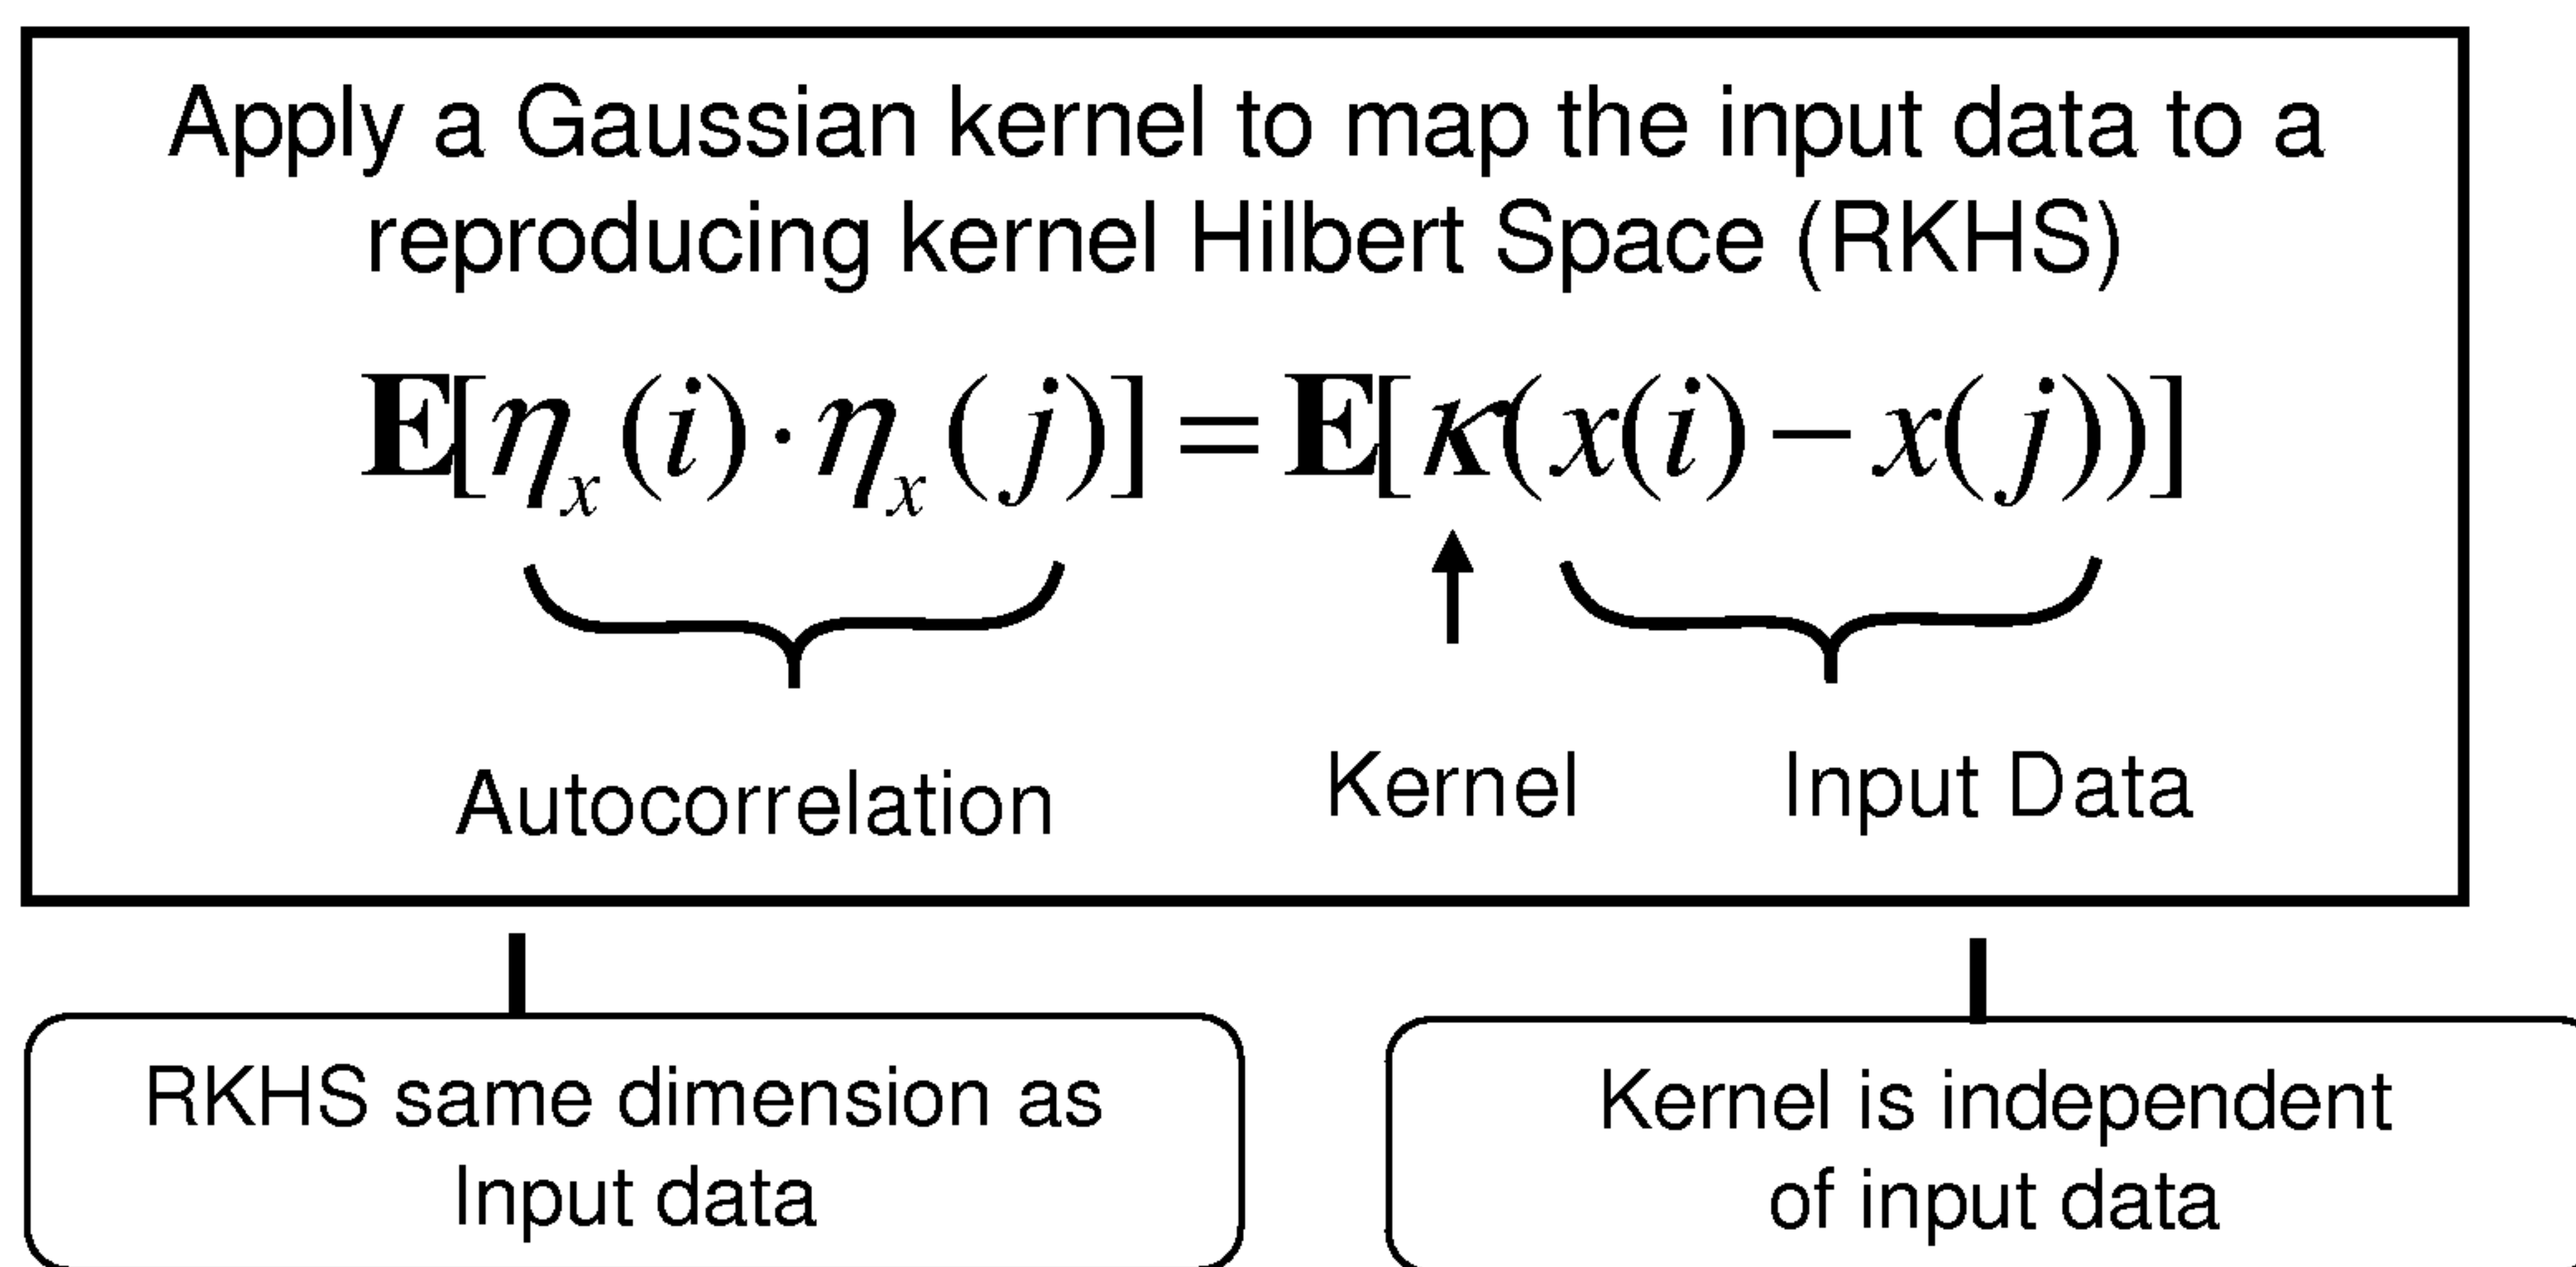 Apply a Gaussian kernel to map the input data to a
reproducing kernel Hilbert Space (RKHS)
E[ηₓ(i)·ηₓ(j)]=E[κ(x(i)−x(j))]
Autocorrelation
Kernel
Input Data
RKHS same dimension as
Input data
Kernel is independent
of input data